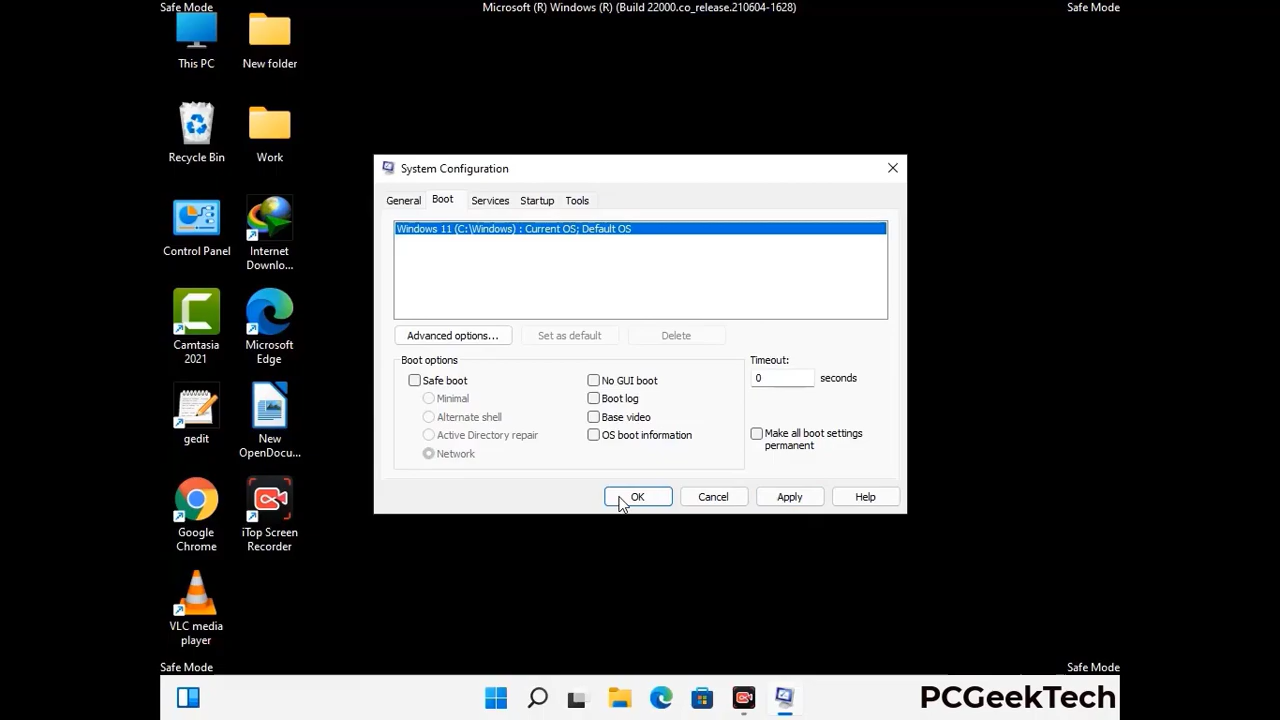 Safe Mode
Microsoft (R) Windows (R) (Build 22000.co_release.210604-1628)
Safe Mode
This PC
New folder
Recycle Bin
Work
Control Panel
Internet
Downlo...
Camtasia
2021
Microsoft
Edge
gedit
New
OpenDocu...
Google
Chrome
iTop Screen
Recorder
VLC media
player
System Configuration
General
Boot
Services
Startup
Tools
Windows 11 (C:\Windows) : Current OS; Default OS
Advanced options...
Set as default
Delete
Boot options
Safe boot
Minimal
Alternate shell
Active Directory repair
Network
No GUI boot
Boot log
Base video
OS boot information
Timeout:
0 seconds
Make all boot settings
permanent
OK
Cancel
Apply
Help
Safe Mode
Safe Mode
PCGeekTech